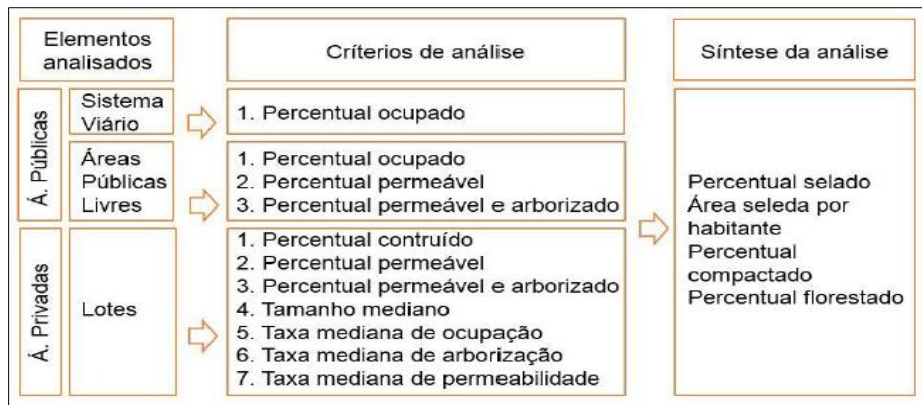 Elementos
analisados
Critérios de análise
Síntese da análise
Á. Públicas
Sistema
Viário
1. Percentual ocupado
Áreas
Públicas
Livres
1. Percentual ocupado
2. Percentual permeável
3. Percentual permeável e arborizado
Á. Privadas
Lotes
1. Percentual contruído
2. Percentual permeável
3. Percentual permeável e arborizado
4. Tamanho mediano
5. Taxa mediana de ocupação
6. Taxa mediana de arborização
7. Taxa mediana de permeabilidade
Percentual selado
Área seleda por
habitante
Percentual
compactado
Percentual florestado